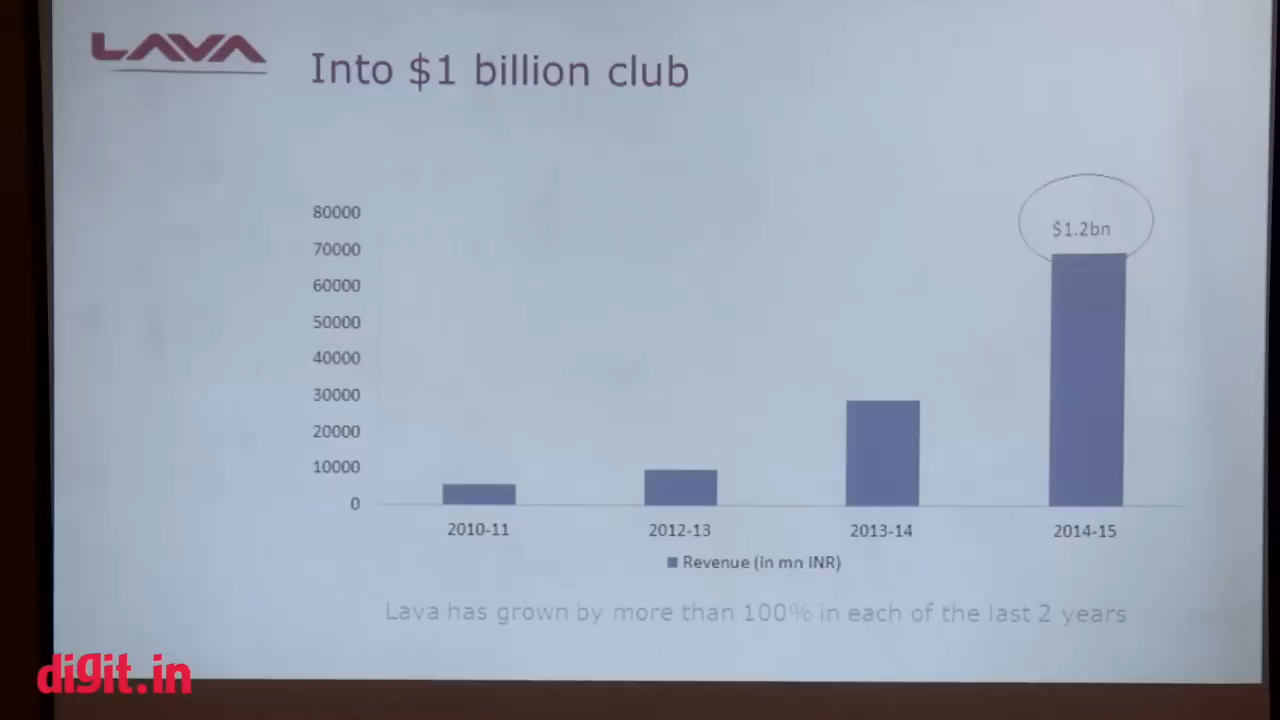 LAVA
Into $1 billion club
80000
70000
60000
50000
40000
30000
20000
10000
0
$1.2bn
2010-11
2012-13
2013-14
2014-15
Revenue (in mn INR)
Lava has grown by more than 100% in each of the last 2 years
digit.in